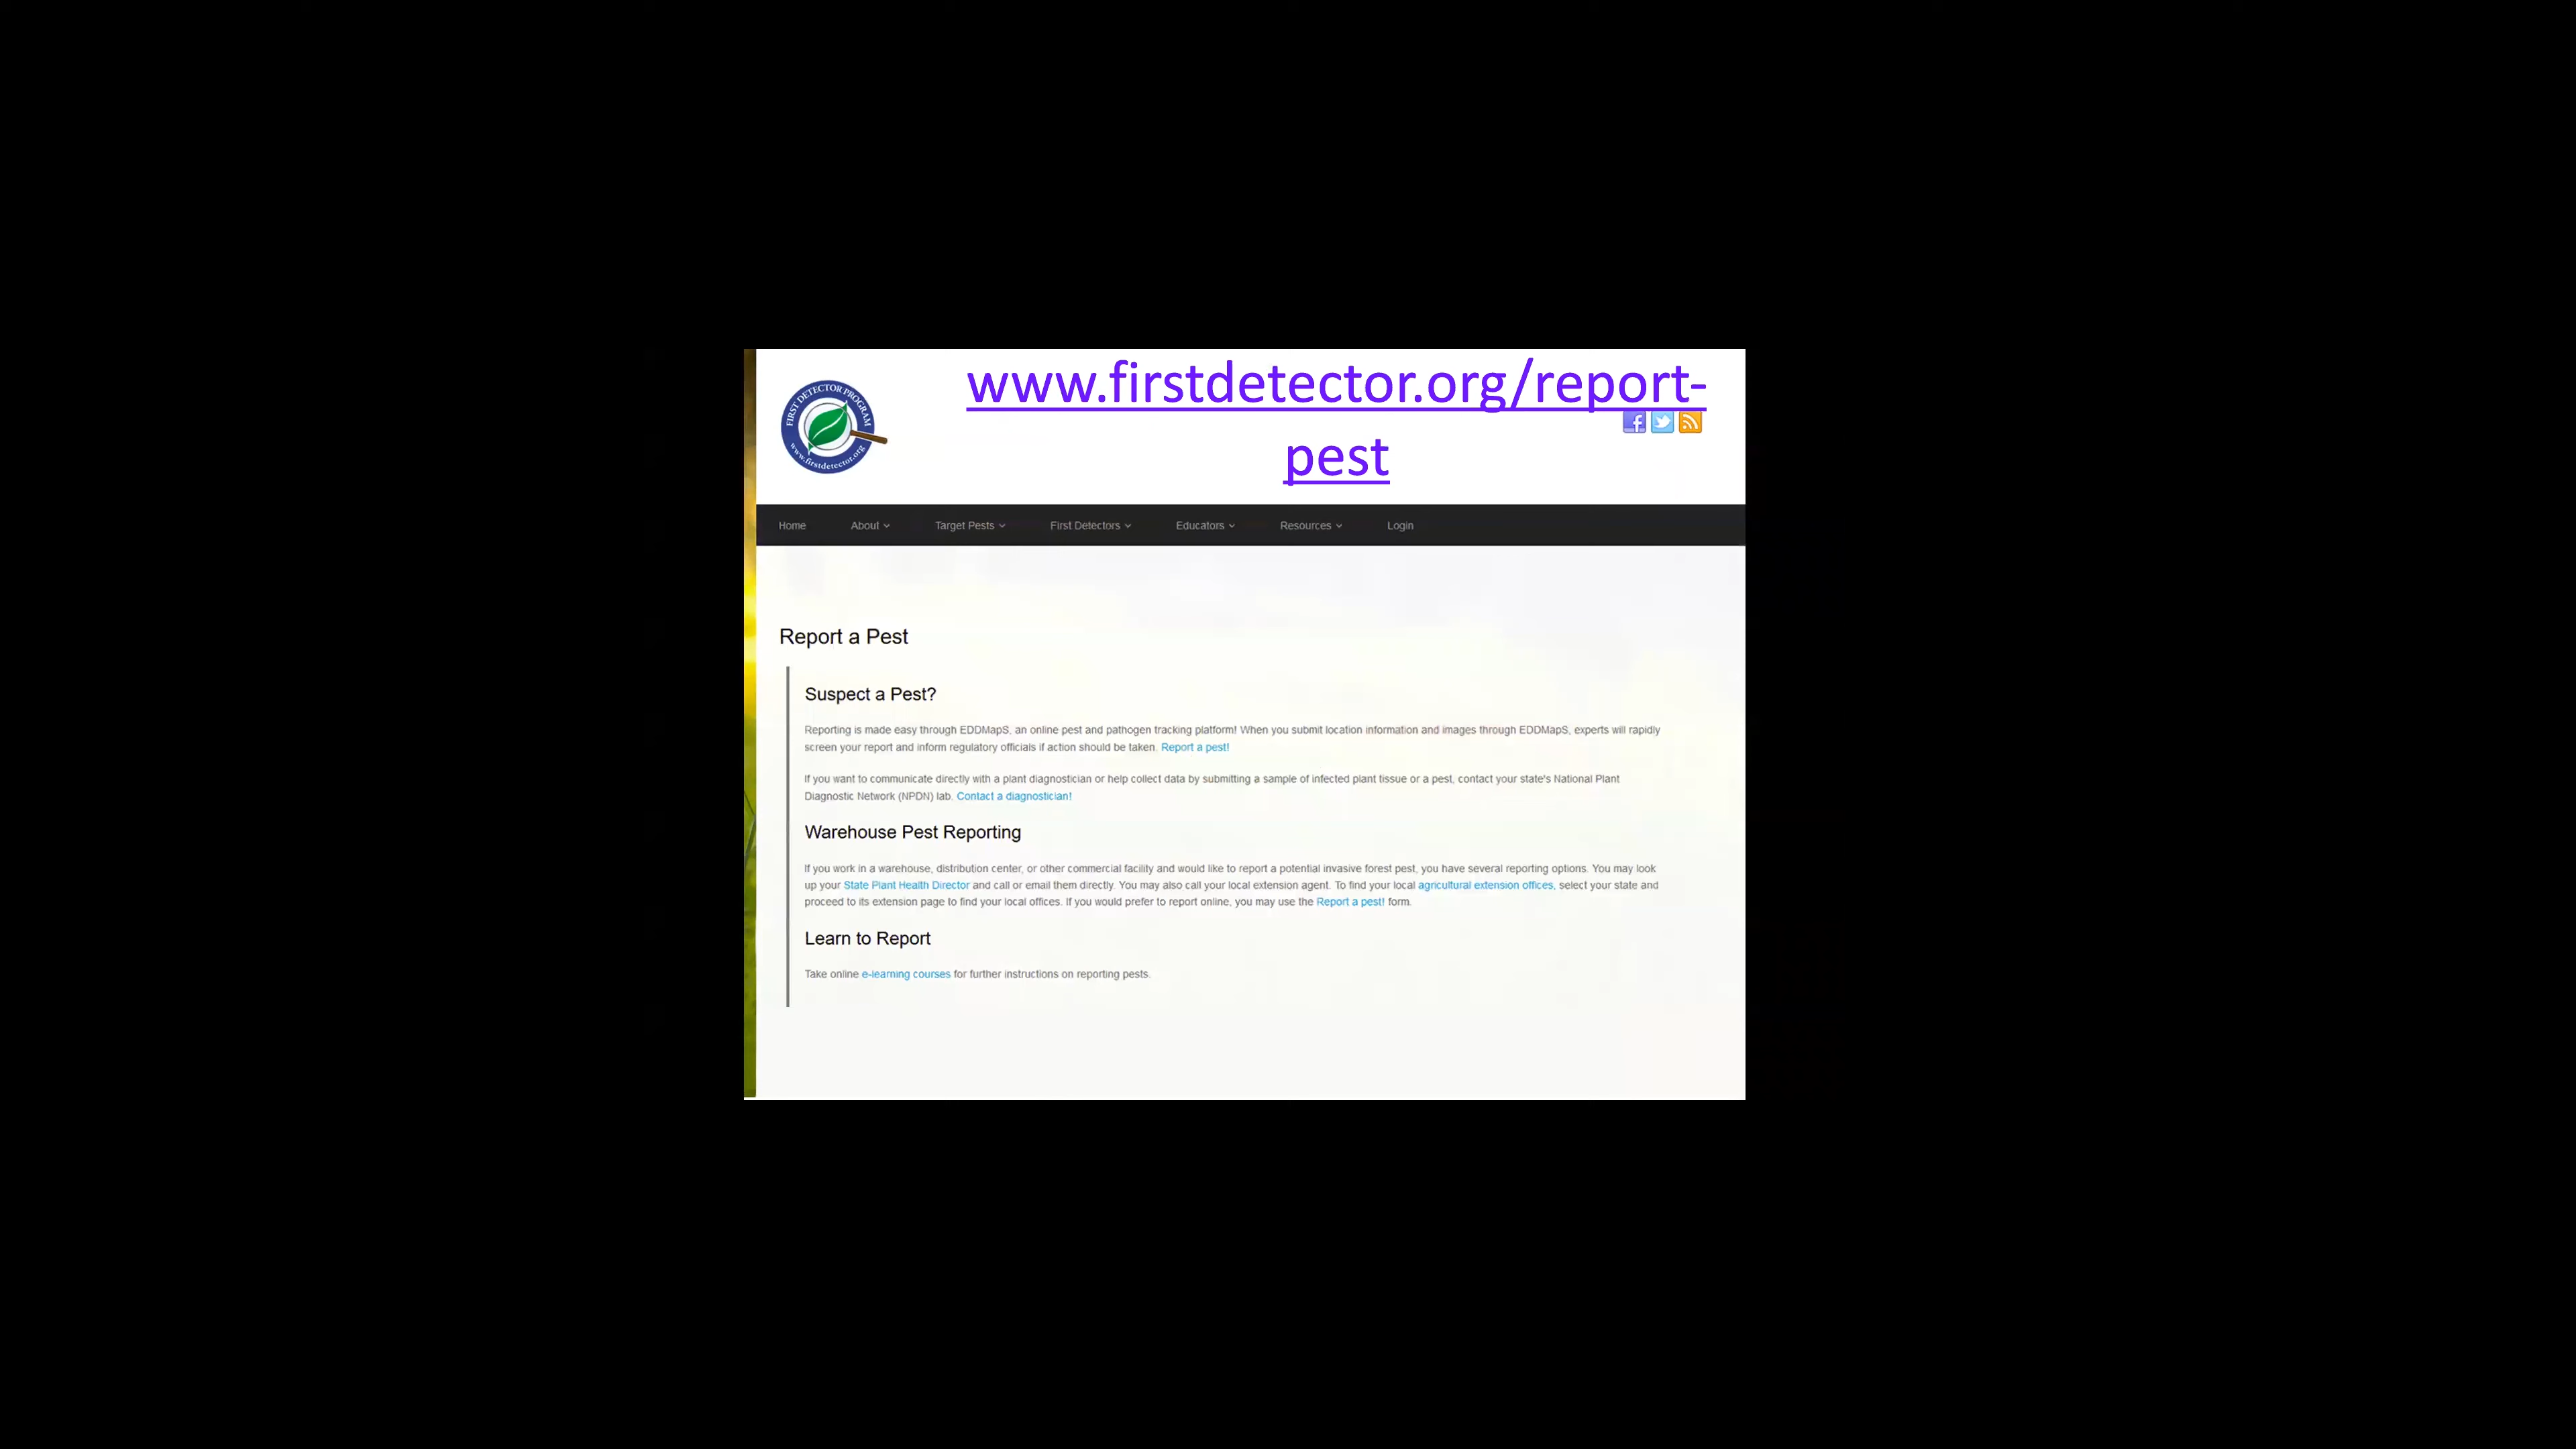 www.firstdetector.org/report-
pest
FIRST DETECTOR PROGRAM
www.firstdetector.org
Home About Target Pests First Detectors Educators Resources Login
Report a Pest
Suspect a Pest?
Reporting is made easy through EDDMapS, an online pest and pathogen tracking platform! When you submit location information and images through EDDMapS, experts will rapidly
screen your report and inform regulatory officials if action should be taken. Report a pest!
If you want to communicate directly with a plant diagnostician or help collect data by submitting a sample of infected plant tissue or a pest, contact your state's National Plant
Diagnostic Network (NPDN) lab. Contact a diagnostician!
Warehouse Pest Reporting
If you work in a warehouse, distribution center, or other commercial facility and would like to report a potential invasive forest pest, you have several reporting options. You may look
up your State Plant Health Director and call or email them directly. You may also call your local extension agent. To find your local agricultural extension offices, select your state and
proceed to its extension page to find your local offices. If you would prefer to report online, you may use the Report a pest! form.
Learn to Report
Take online e-learning courses for further instructions on reporting pests.